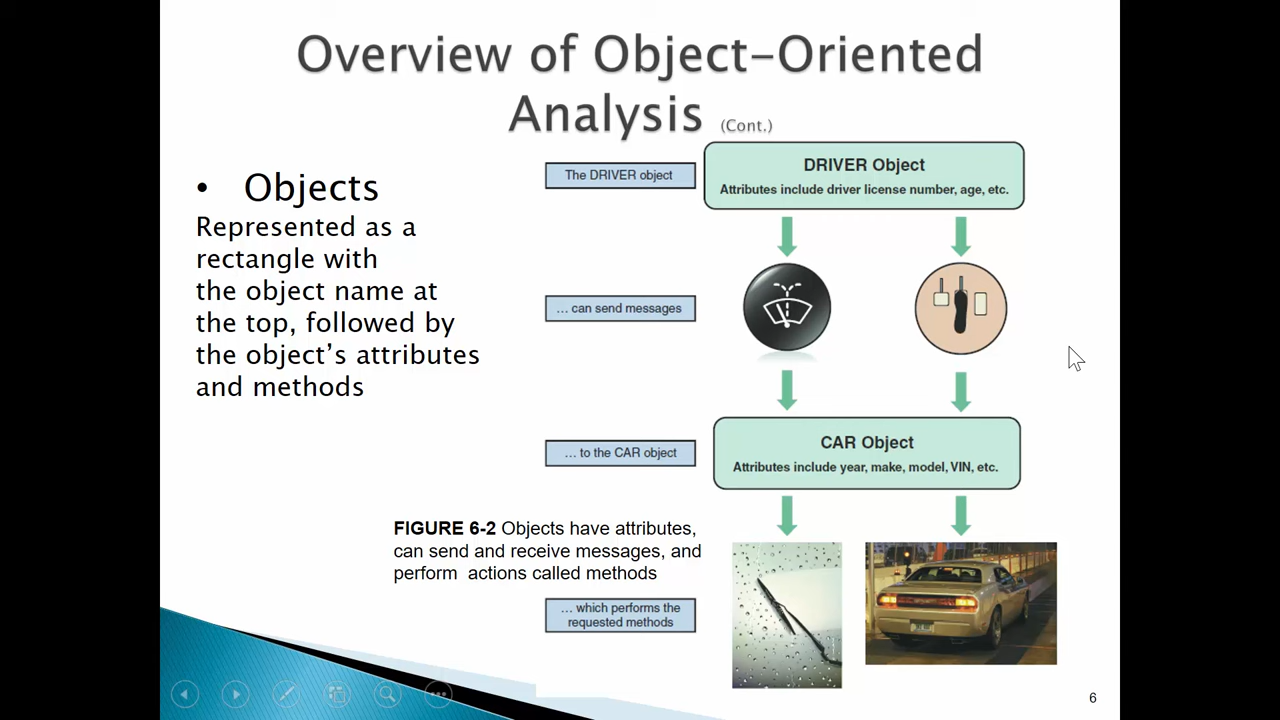 Overview of Object-Oriented
Analysis (Cont.)
• Objects
Represented as a
rectangle with
the object name at
the top, followed by
the object’s attributes
and methods
The DRIVER object
DRIVER Object
Attributes include driver license number, age, etc.
… can send messages
… to the CAR object
CAR Object
Attributes include year, make, model, VIN, etc.
FIGURE 6-2 Objects have attributes,
can send and receive messages, and
perform actions called methods
… which performs the
requested methods
6